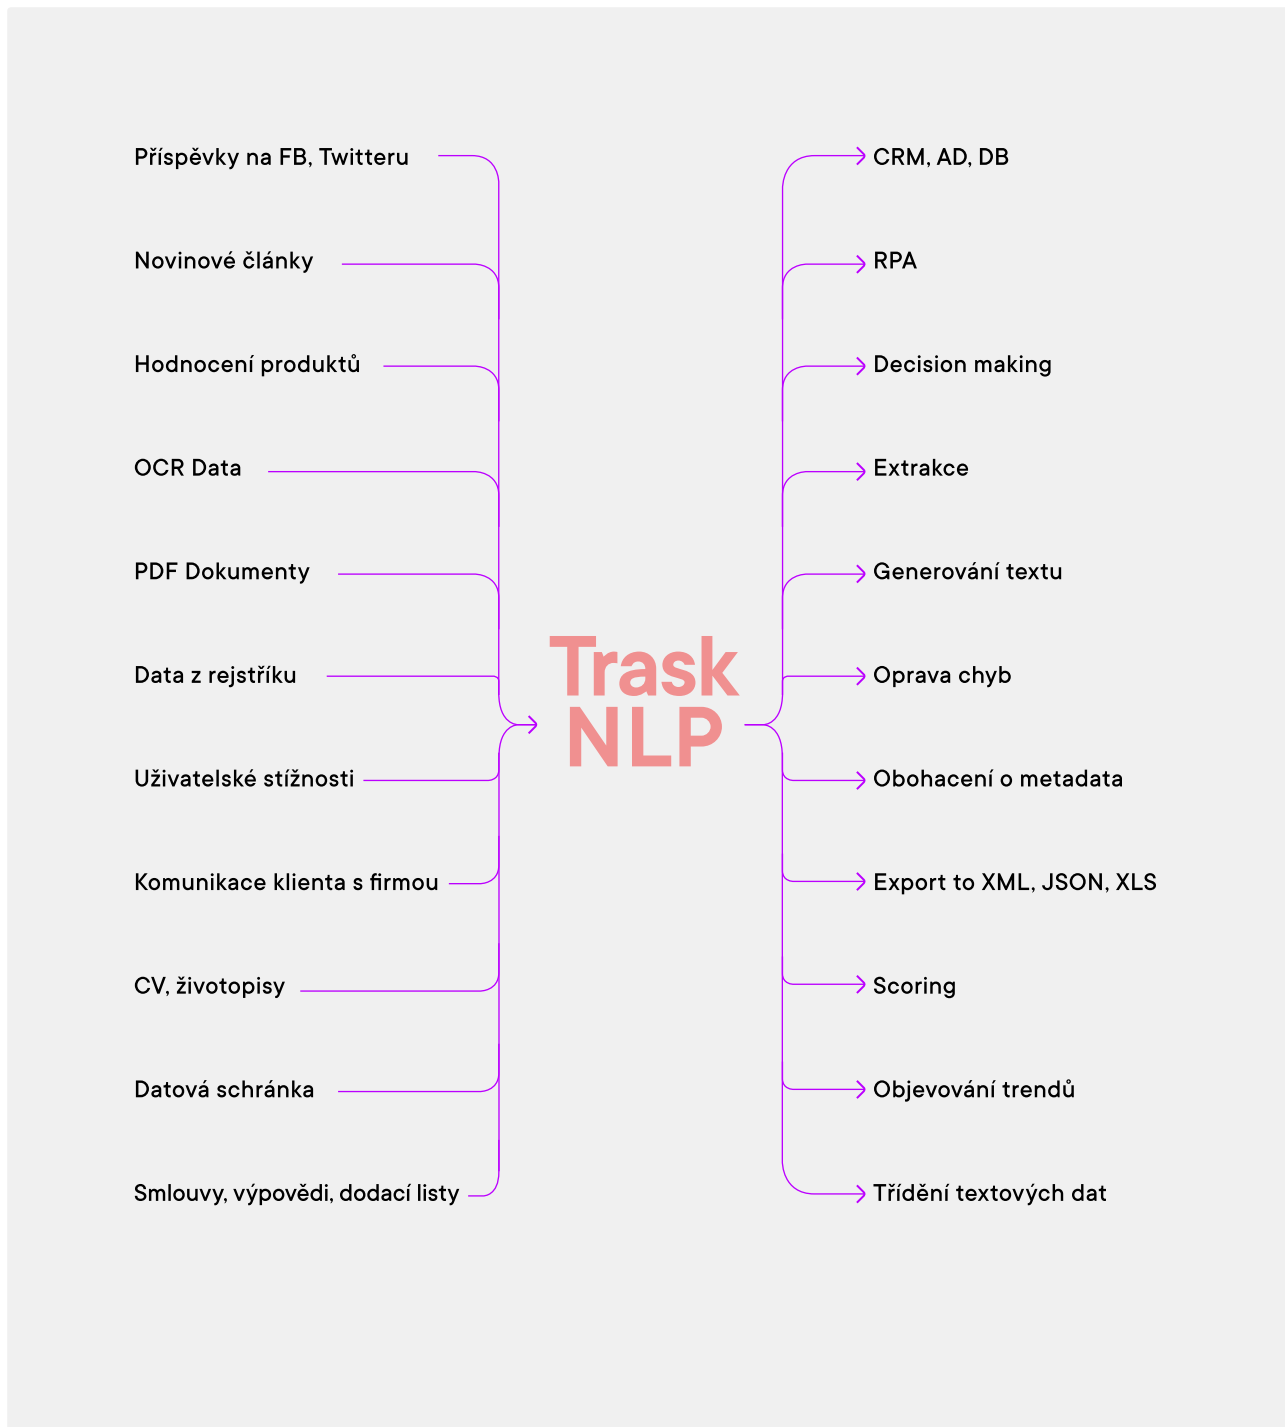 Příspěvky na FB, Twitteru
Novinové články
Hodnocení produktů
OCR Data
PDF Dokumenty
Data z rejstříku
Uživatelské stížnosti
Komunikace klienta s firmou
CV, životopisy
Datová schránka
Smlouvy, výpovědi, dodací listy
Trask
NLP
CRM, AD, DB
RPA
Decision making
Extrakce
Generování textu
Oprava chyb
Obohacení o metadata
Export to XML, JSON, XLS
Scoring
Objevování trendů
Třídění textových dat